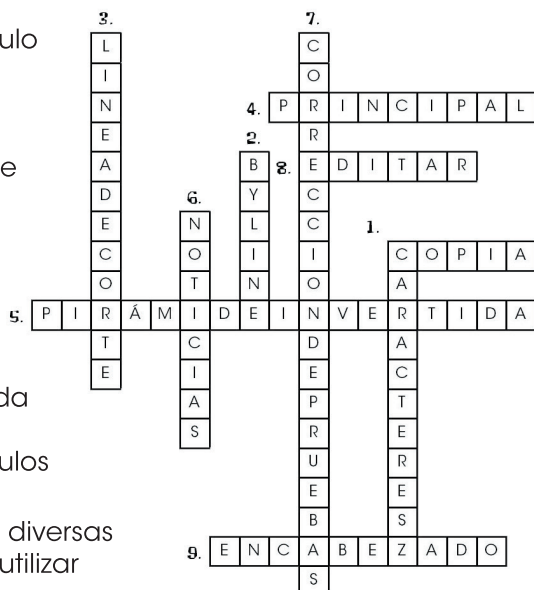 ulo
e
da
ulos
diversas
utilizar
3. LINEADECORTE
7. CORRECCIONDEPRUEBAS
4. PRINCIPAL
2. BYLINE
8. EDITAR
6. NOTICIAS
1. CARACTERES
COPIA
5. PIRÁMIDEINVERTIDA
9. ENCABEZADO